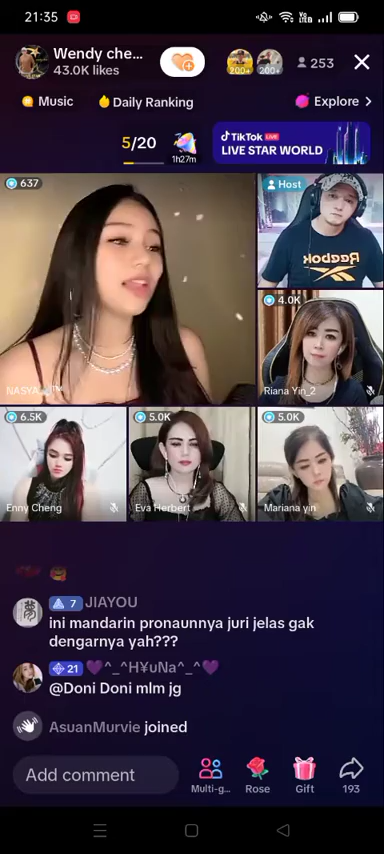 21:35
Wendy che...
43.0K likes
200+
200+
253
Music
Daily Ranking
Explore >
5/20
1h27m
TikTok LIVE
LIVE STAR WORLD
637
Host
Reebok
4.0K
NASYA
Riana Yin_2
6.5K
5.0K
5.0K
Enny Cheng
Eva Herbert
Mariana yin
7 JIAYOU
ini mandarin pronaunnya juri jelas gak
dengarnya yah???
21 💜^_^H¥uNa^_^💜
@Doni Doni mlm jg
AsuanMurvie joined
Add comment
Multi-g...
Rose
Gift
193